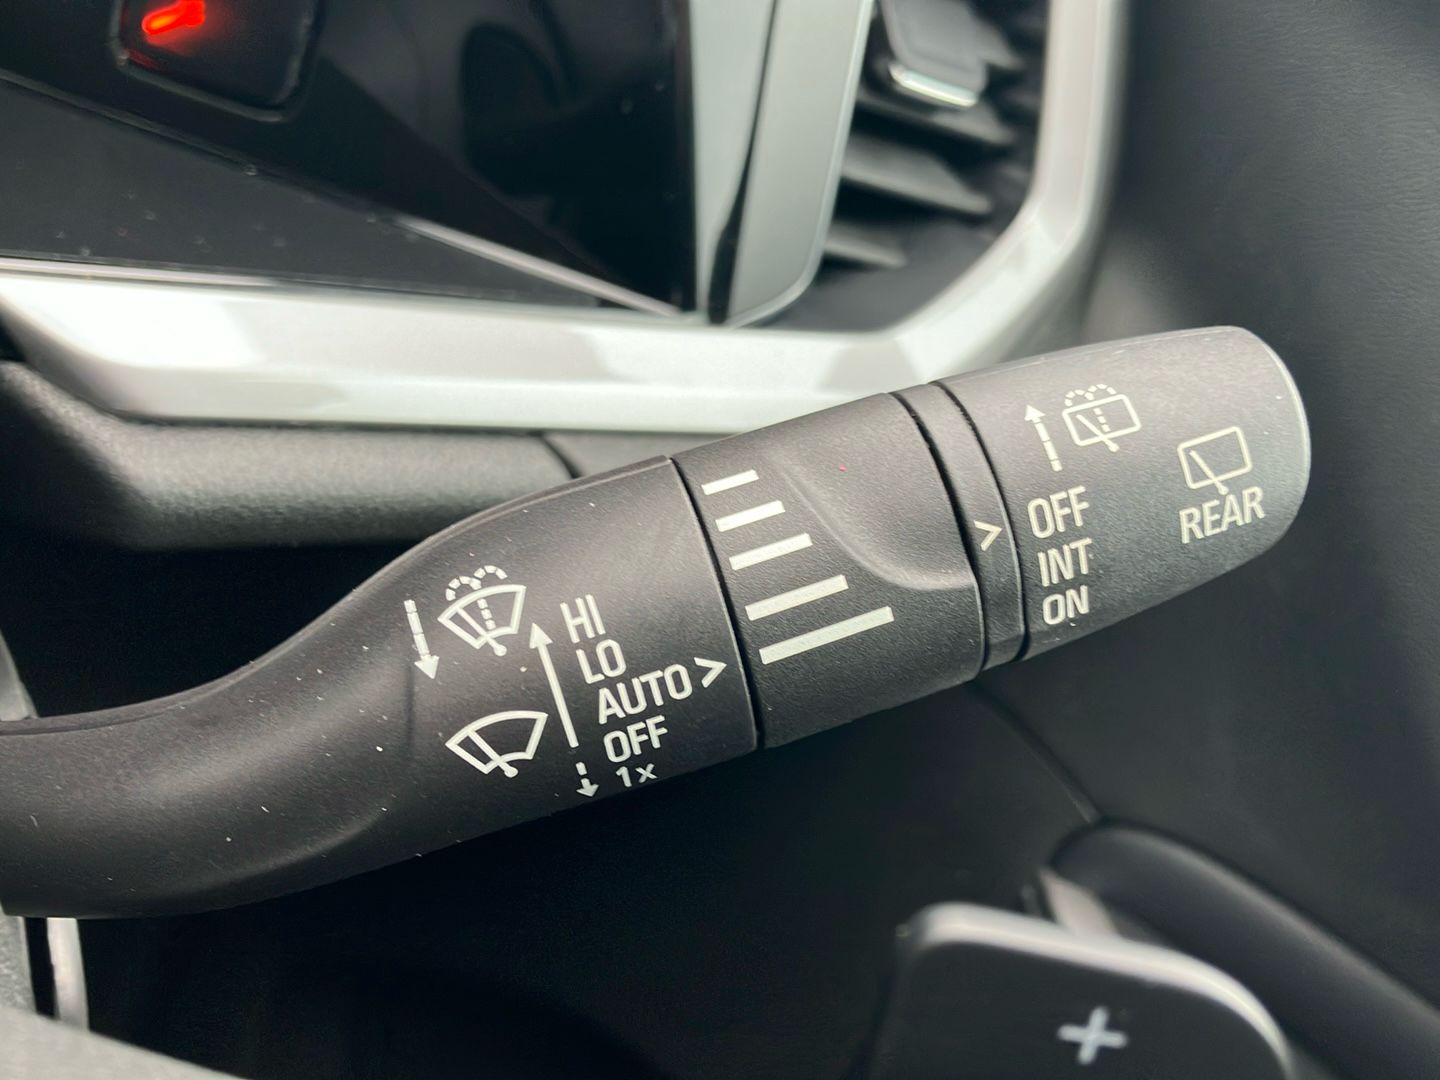 HI
LO
AUTO >
OFF
1x
>
OFF
INT
ON
REAR
+